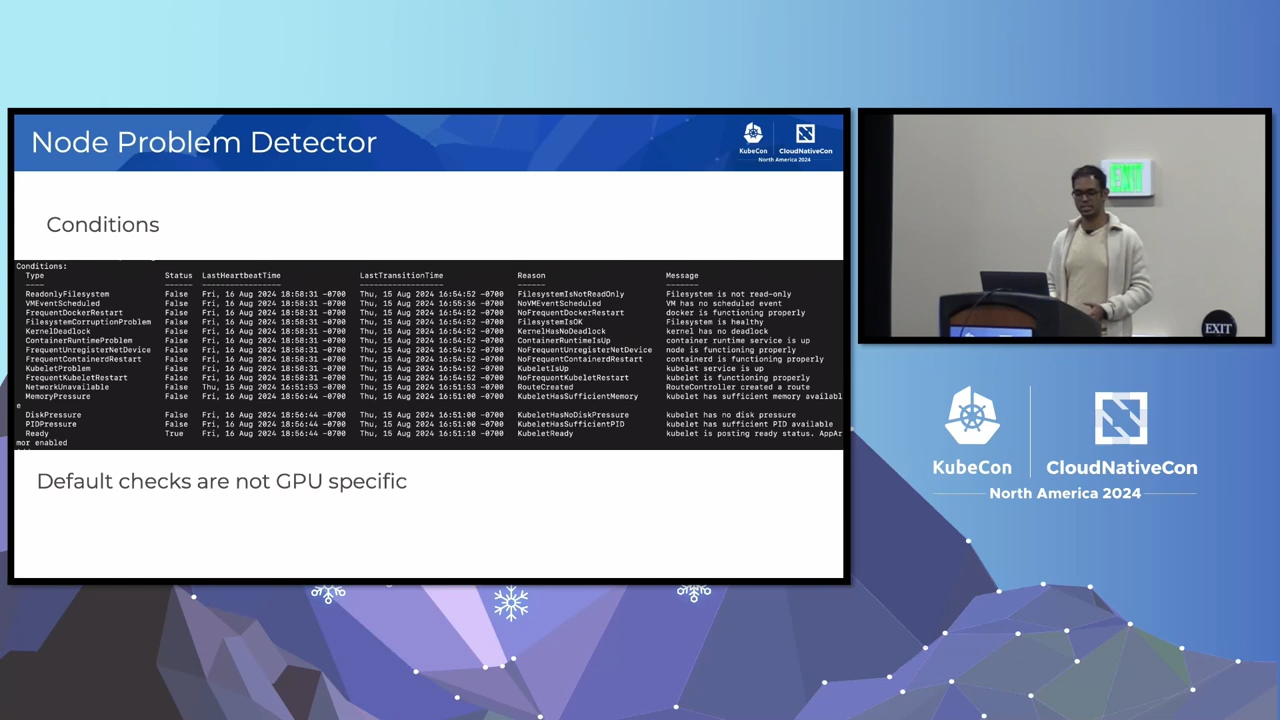 Node Problem Detector
KubeCon
CloudNativeCon
North America 2024
Conditions
Conditions:
Type Status LastHeartbeatTime LastTransitionTime Reason Message
---- ------ ----------------- ------------------ ------ -------
ReadonlyFilesystem False Fri, 16 Aug 2024 18:58:31 -0700 Thu, 15 Aug 2024 16:54:52 -0700 FilesystemIsNotReadOnly Filesystem is not read-only
VMEventScheduled False Fri, 16 Aug 2024 18:58:31 -0700 Thu, 15 Aug 2024 16:55:36 -0700 NoVMEventScheduled VM has no scheduled event
FrequentDockerRestart False Fri, 16 Aug 2024 18:58:31 -0700 Thu, 15 Aug 2024 16:54:52 -0700 NoFrequentDockerRestart docker is functioning properly
FilesystemCorruptionProblem False Fri, 16 Aug 2024 18:58:31 -0700 Thu, 15 Aug 2024 16:54:52 -0700 FilesystemIsOK Filesystem is healthy
KernelDeadlock False Fri, 16 Aug 2024 18:58:31 -0700 Thu, 15 Aug 2024 16:54:52 -0700 KernelHasNoDeadlock kernel has no deadlock
ContainerRuntimeProblem False Fri, 16 Aug 2024 18:58:31 -0700 Thu, 15 Aug 2024 16:54:52 -0700 ContainerRuntimeIsUp container runtime service is up
FrequentUnregisterNetDevice False Fri, 16 Aug 2024 18:58:31 -0700 Thu, 15 Aug 2024 16:54:52 -0700 NoFrequentUnregisterNetDevice node is functioning properly
FrequentContainerdRestart False Fri, 16 Aug 2024 18:58:31 -0700 Thu, 15 Aug 2024 16:54:52 -0700 NoFrequentContainerdRestart containerd is functioning properly
KubeletProblem False Fri, 16 Aug 2024 18:58:31 -0700 Thu, 15 Aug 2024 16:54:52 -0700 KubeletIsUp kubelet service is up
FrequentKubeletRestart False Fri, 16 Aug 2024 18:58:31 -0700 Thu, 15 Aug 2024 16:54:52 -0700 NoFrequentKubeletRestart kubelet is functioning properly
NetworkUnavailable False Thu, 15 Aug 2024 16:51:53 -0700 Thu, 15 Aug 2024 16:51:53 -0700 RouteCreated RouteController created a route
MemoryPressure False Fri, 16 Aug 2024 18:56:44 -0700 Thu, 15 Aug 2024 16:51:00 -0700 KubeletHasSufficientMemory kubelet has sufficient memory availabl
e
DiskPressure False Fri, 16 Aug 2024 18:56:44 -0700 Thu, 15 Aug 2024 16:51:00 -0700 KubeletHasNoDiskPressure kubelet has no disk pressure
PIDPressure False Fri, 16 Aug 2024 18:56:44 -0700 Thu, 15 Aug 2024 16:51:00 -0700 KubeletHasSufficientPID kubelet has sufficient PID available
Ready True Fri, 16 Aug 2024 18:56:44 -0700 Thu, 15 Aug 2024 16:51:10 -0700 KubeletReady kubelet is posting ready status. AppAr
mor enabled
Default checks are not GPU specific
EXIT
EXIT
KubeCon
CloudNativeCon
North America 2024